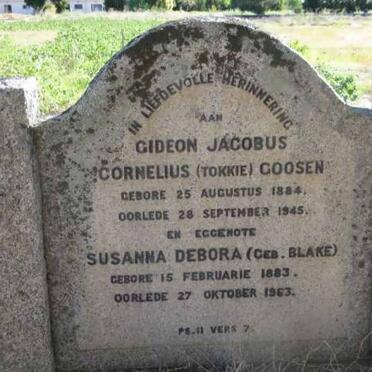 IN LIEFDEVOLLE HERINNERING
AAN
GIDEON JACOBUS
CORNELIUS (TOKKIE) GOOSEN
GEBORE 25 AUGUSTUS 1884.
OORLEDE 28 SEPTEMBER 1945.
EN EGGENOTE
SUSANNA DEBORA (GEB. BLAKE)
GEBORE 15 FEBRUARIE 1883.
OORLEDE 27 OKTOBER 1963.
PS.11 VERS 7.